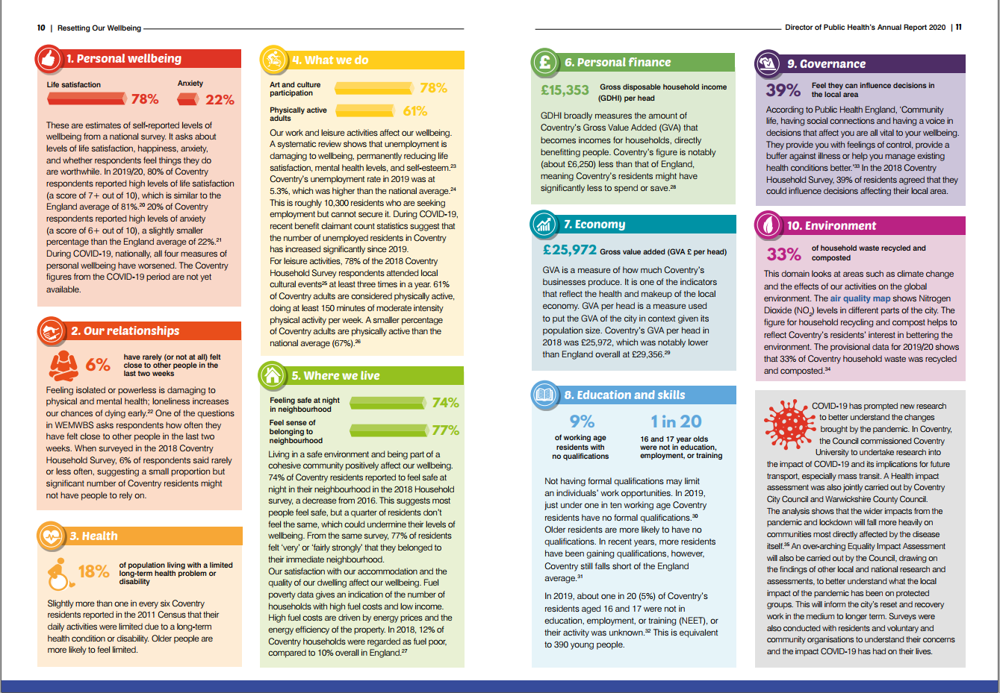 10 | Resetting Our Wellbeing
1. Personal wellbeing
Life satisfaction
78%
Anxiety
22%
These are estimates of self-reported levels of
wellbeing from a national survey. It asks about
levels of life satisfaction, happiness, anxiety,
and whether respondents feel things they do
are worthwhile. In 2019/20, 80% of Coventry
respondents reported high levels of life satisfaction
(a score of 7+ out of 10), which is similar to the
England average of 81%.20 20% of Coventry
respondents reported high levels of anxiety
(a score of 6+ out of 10), a slightly smaller
percentage than the England average of 22%.21
During COVID-19, nationally, all four measures of
personal wellbeing have worsened. The Coventry
figures from the COVID-19 period are not yet
available.
2. Our relationships
6%
have rarely (or not at all) felt
close to other people in the
last two weeks
Feeling isolated or powerless is damaging to
physical and mental health; loneliness increases
our chances of dying early.22 One of the questions
in WEMWBS asks respondents how often they
have felt close to other people in the last two
weeks. When surveyed in the 2018 Coventry
Household Survey, 6% of respondents said rarely
or less often, suggesting a small proportion but
significant number of Coventry residents might
not have people to rely on.
3. Health
18%
of population living with a limited
long-term health problem or
disability
Slightly more than one in every six Coventry
residents reported in the 2011 Census that their
daily activities were limited due to a long-term
health condition or disability. Older people are
more likely to feel limited.
4. What we do
Art and culture
participation
78%
Physically active
adults
61%
Our work and leisure activities affect our wellbeing.
A systematic review shows that unemployment is
damaging to wellbeing, permanently reducing life
satisfaction, mental health levels, and self-esteem.23
Coventry's unemployment rate in 2019 was at
5.3%, which was higher than the national average.24
This is roughly 10,300 residents who are seeking
employment but cannot secure it. During COVID-19,
recent benefit claimant count statistics suggest that
the number of unemployed residents in Coventry
has increased significantly since 2019.
For leisure activities, 78% of the 2018 Coventry
Household Survey respondents attended local
cultural events25 at least three times in a year. 61%
of Coventry adults are considered physically active,
doing at least 150 minutes of moderate intensity
physical activity per week. A smaller percentage
of Coventry adults are physically active than the
national average (67%).26
5. Where we live
Feeling safe at night
in neighbourhood
74%
Feel sense of
belonging to
neighbourhood
77%
Living in a safe environment and being part of a
cohesive community positively affect our wellbeing.
74% of Coventry residents reported to feel safe at
night in their neighbourhood in the 2018 Household
survey, a decrease from 2016. This suggests most
people feel safe, but a quarter of residents don't
feel the same, which could undermine their levels of
wellbeing. From the same survey, 77% of residents
felt 'very' or 'fairly strongly' that they belonged to
their immediate neighbourhood.
Our satisfaction with our accommodation and the
quality of our dwelling affect our wellbeing. Fuel
poverty data gives an indication of the number of
households with high fuel costs and low income.
High fuel costs are driven by energy prices and the
energy efficiency of the property. In 2018, 12% of
Coventry households were regarded as fuel poor,
compared to 10% overall in England.27
Director of Public Health's Annual Report 2020 | 11
£
6. Personal finance
£15,353
Gross disposable household income
(GDHI) per head
GDHI broadly measures the amount of
Coventry's Gross Value Added (GVA) that
becomes incomes for households, directly
benefitting people. Coventry's figure is notably
(about £6,250) less than that of England,
meaning Coventry's residents might have
significantly less to spend or save.28
7. Economy
£25,972 Gross value added (GVA £ per head)
GVA is a measure of how much Coventry's
businesses produce. It is one of the indicators
that reflect the health and makeup of the local
economy. GVA per head is a measure used
to put the GVA of the city in context given its
population size. Coventry's GVA per head in
2018 was £25,972, which was notably lower
than England overall at £29,356.29
8. Education and skills
9%
of working age
residents with
no qualifications
1 in 20
16 and 17 year olds
were not in education,
employment, or training
Not having formal qualifications may limit
an individuals' work opportunities. In 2019,
just under one in ten working age Coventry
residents have no formal qualifications.30
Older residents are more likely to have no
qualifications. In recent years, more residents
have been gaining qualifications, however,
Coventry still falls short of the England
average.31
In 2019, about one in 20 (5%) of Coventry's
residents aged 16 and 17 were not in
education, employment, or training (NEET), or
their activity was unknown.32 This is equivalent
to 390 young people.
9. Governance
39%
Feel they can influence decisions in
the local area
According to Public Health England, 'Community
life, having social connections and having a voice in
decisions that affect you are all vital to your wellbeing.
They provide you with feelings of control, provide a
buffer against illness or help you manage existing
health conditions better.'33 In the 2018 Coventry
Household Survey, 39% of residents agreed that they
could influence decisions affecting their local area.
10. Environment
33%
of household waste recycled and
composted
This domain looks at areas such as climate change
and the effects of our activities on the global
environment. The air quality map shows Nitrogen
Dioxide (NO2) levels in different parts of the city. The
figure for household recycling and compost helps to
reflect Coventry's residents' interest in bettering the
environment. The provisional data for 2019/20 shows
that 33% of Coventry household waste was recycled
and composted.34
COVID-19 has prompted new research
to better understand the changes
brought by the pandemic. In Coventry,
the Council commissioned Coventry
University to undertake research into
the impact of COVID-19 and its implications for future
transport, especially mass transit. A Health impact
assessment was also jointly carried out by Coventry
City Council and Warwickshire County Council.
The analysis shows that the wider impacts from the
pandemic and lockdown will fall more heavily on
communities most directly affected by the disease
itself.35 An over-arching Equality Impact Assessment
will also be carried out by the Council, drawing on
the findings of other local and national research and
assessments, to better understand what the local
impact of the pandemic has been on protected
groups. This will inform the city's reset and recovery
work in the medium to longer term. Surveys were
also conducted with residents and voluntary and
community organisations to understand their concerns
and the impact COVID-19 has had on their lives.